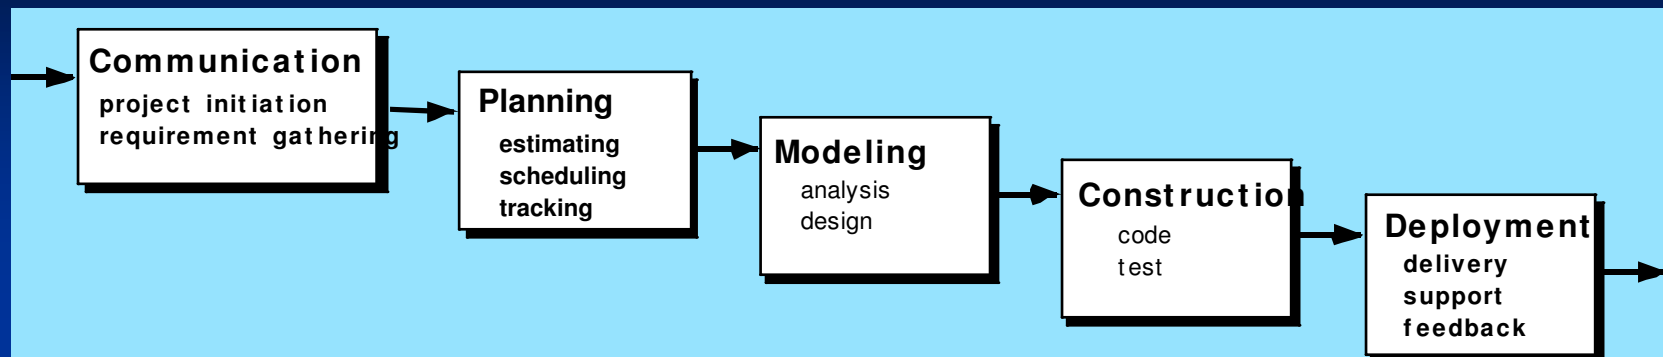 Communication
project initiation
requirement gathering
Planning
estimating
scheduling
tracking
Modeling
analysis
design
Construction
code
test
Deployment
delivery
support
feedback